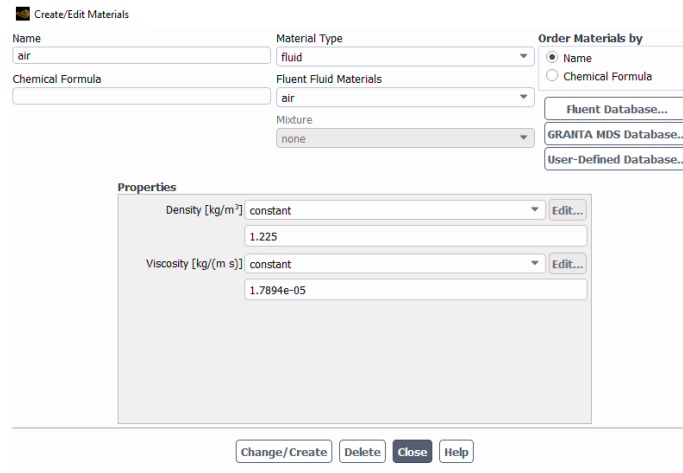 Create/Edit Materials
Name
Material Type
Order Materials by
air
fluid
Name
Chemical Formula
Chemical Formula
Fluent Fluid Materials
air
Fluent Database...
Mixture
none
GRANTA MDS Database..
User-Defined Database..
Properties
Density [kg/m³] constant Edit...
1.225
Viscosity [kg/(m s)] constant Edit...
1.7894e-05
Change/Create Delete Close Help